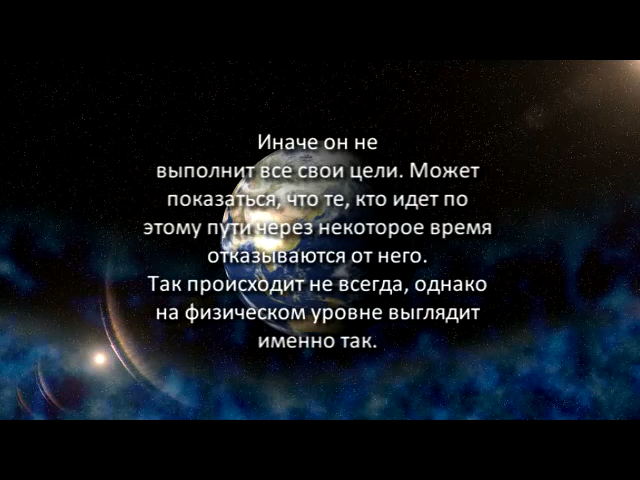 Иначе он не
выполнит все свои цели. Может
показаться, что те, кто идет по
этому пути через некоторое время
отказываются от него.
Так происходит не всегда, однако
на физическом уровне выглядит
именно так.